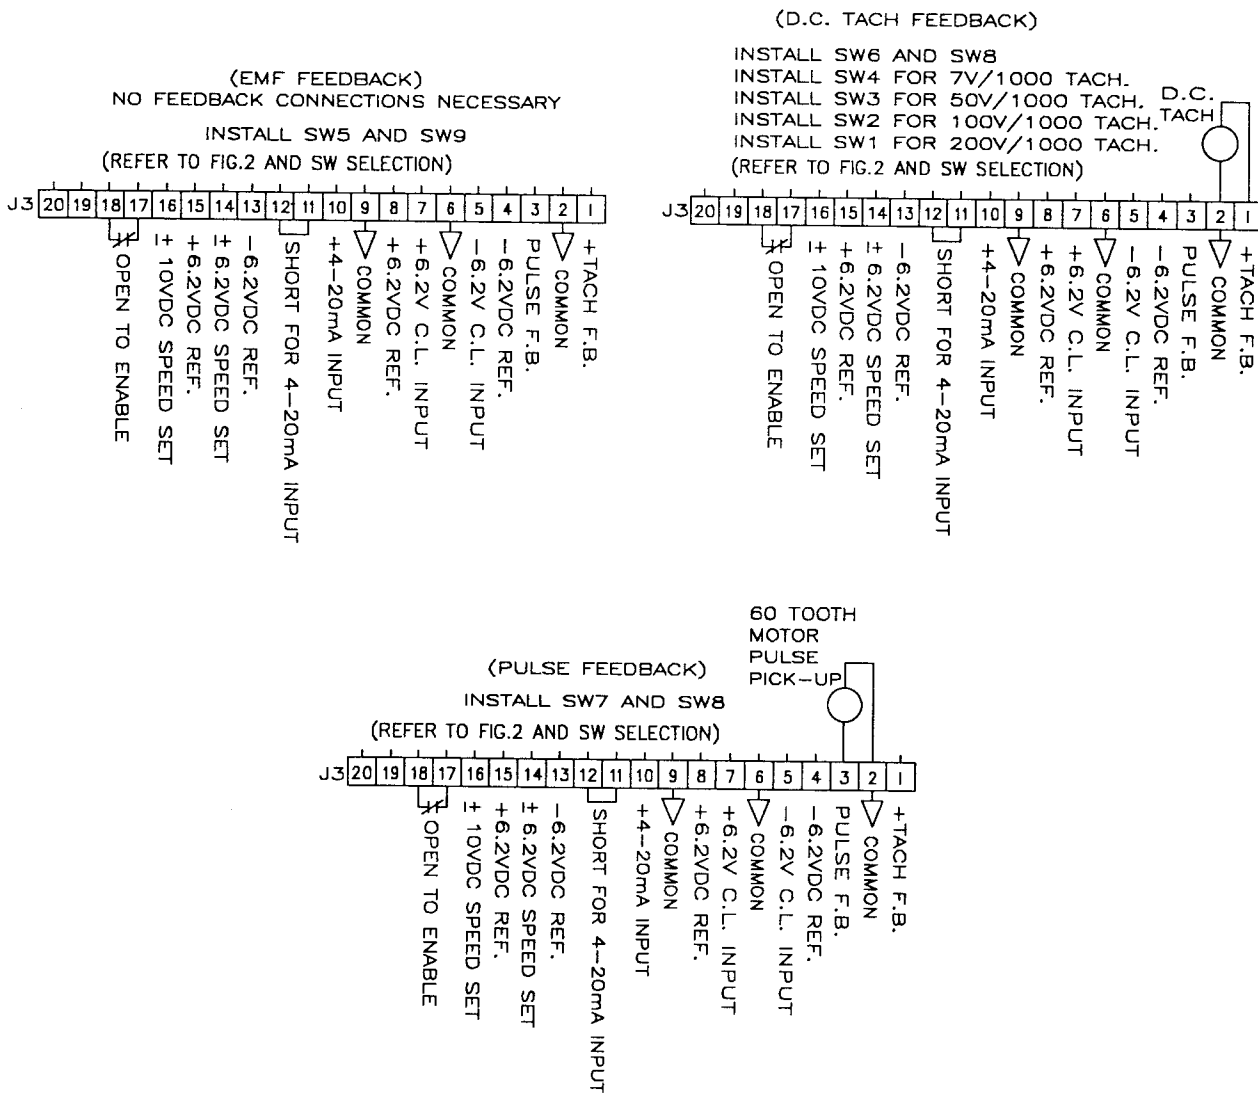 (EMF FEEDBACK)
NO FEEDBACK CONNECTIONS NECESSARY
INSTALL SW5 AND SW9
(REFER TO FIG.2 AND SW SELECTION)
J3 20 19 18 17 16 15 14 13 12 11 10 9 8 7 6 5 4 3 2 1
OPEN TO ENABLE
± 10VDC SPEED SET
+6.2VDC REF.
± 6.2VDC SPEED SET
-6.2VDC REF.
SHORT FOR 4-20mA INPUT
+4-20mA INPUT
COMMON
+6.2VDC REF.
+6.2V C.L. INPUT
COMMON
-6.2V C.L. INPUT
-6.2VDC REF.
PULSE F.B.
COMMON
+TACH F.B.
(D.C. TACH FEEDBACK)
INSTALL SW6 AND SW8
INSTALL SW4 FOR 7V/1000 TACH.
INSTALL SW3 FOR 50V/1000 TACH.
INSTALL SW2 FOR 100V/1000 TACH.
INSTALL SW1 FOR 200V/1000 TACH.
(REFER TO FIG.2 AND SW SELECTION)
D.C.
TACH
J3 20 19 18 17 16 15 14 13 12 11 10 9 8 7 6 5 4 3 2 1
OPEN TO ENABLE
± 10VDC SPEED SET
+6.2VDC REF.
± 6.2VDC SPEED SET
-6.2VDC REF.
SHORT FOR 4-20mA INPUT
+4-20mA INPUT
COMMON
+6.2VDC REF.
+6.2V C.L. INPUT
COMMON
-6.2V C.L. INPUT
-6.2VDC REF.
PULSE F.B.
COMMON
+TACH F.B.
60 TOOTH
MOTOR
PULSE
PICK-UP
(PULSE FEEDBACK)
INSTALL SW7 AND SW8
(REFER TO FIG.2 AND SW SELECTION)
J3 20 19 18 17 16 15 14 13 12 11 10 9 8 7 6 5 4 3 2 1
OPEN TO ENABLE
± 10VDC SPEED SET
+6.2VDC REF.
± 6.2VDC SPEED SET
-6.2VDC REF.
SHORT FOR 4-20mA INPUT
+4-20mA INPUT
COMMON
+6.2VDC REF.
+6.2V C.L. INPUT
COMMON
-6.2V C.L. INPUT
-6.2VDC REF.
PULSE F.B.
COMMON
+TACH F.B.